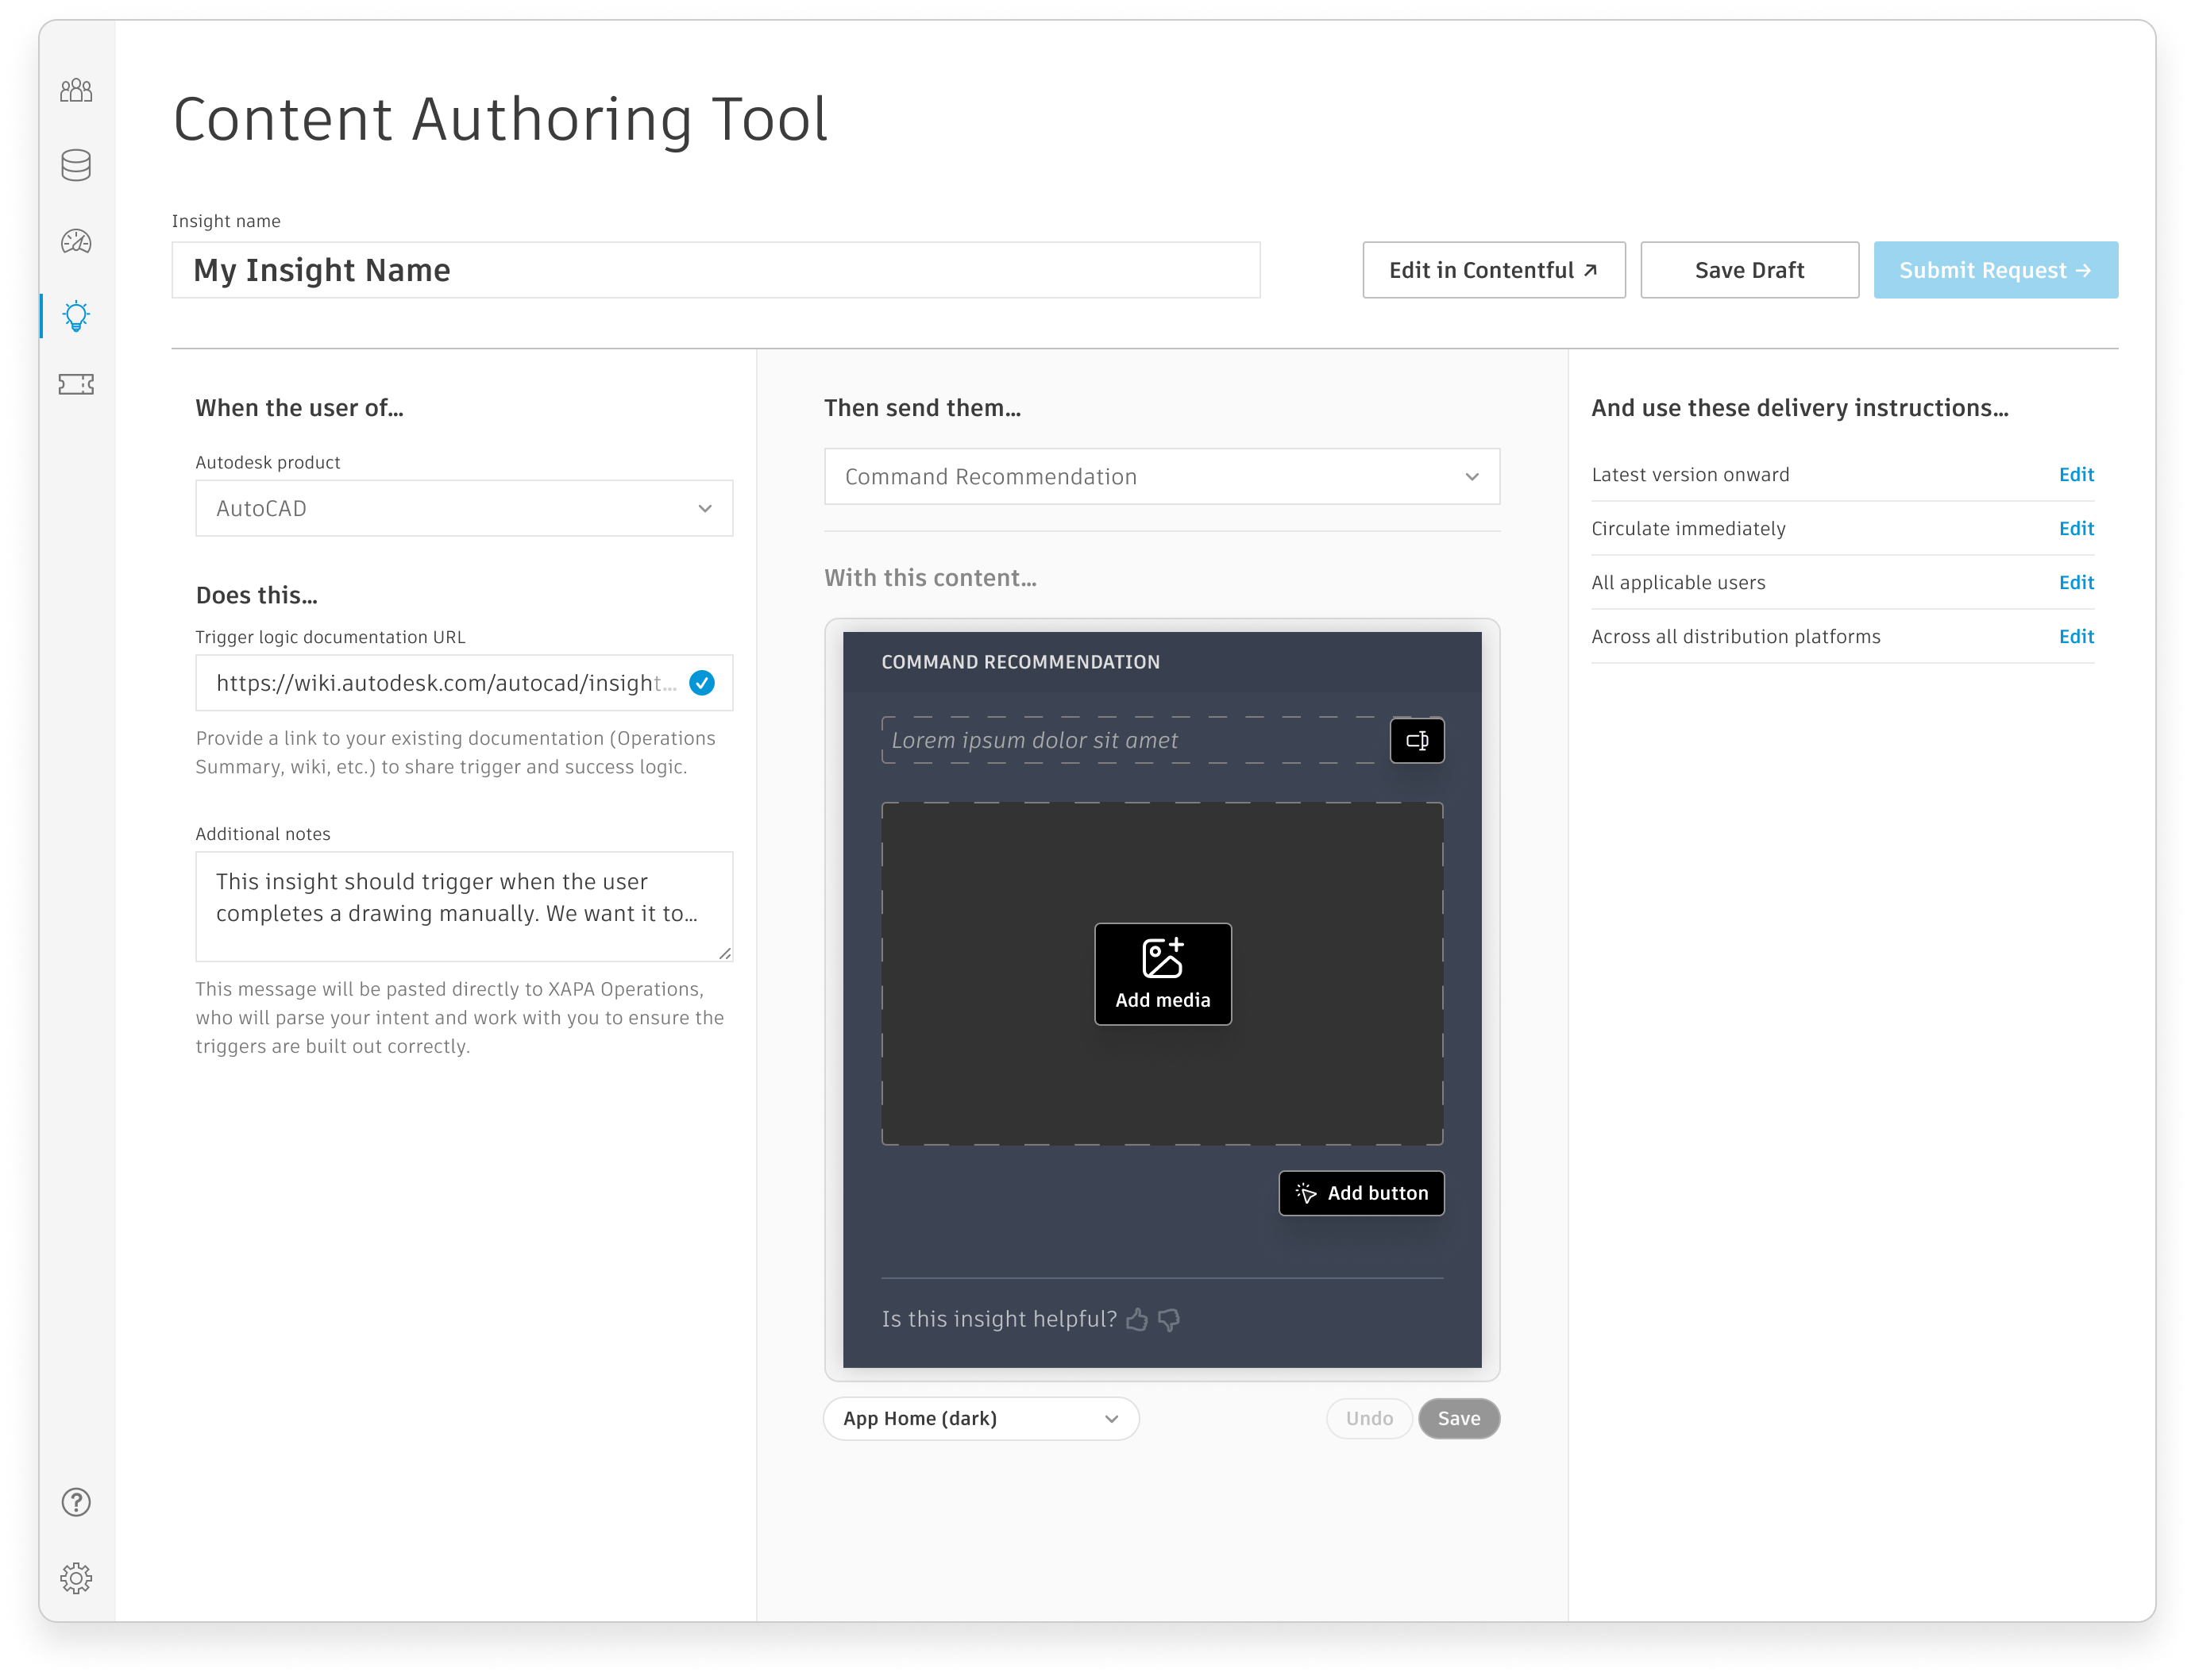 Content Authoring Tool
Insight name
My Insight Name
Edit in Contentful ↗
Save Draft
Submit Request →
When the user of...
Autodesk product
AutoCAD
Does this...
Trigger logic documentation URL
https://wiki.autodesk.com/autocad/insight...
Provide a link to your existing documentation (Operations
Summary, wiki, etc.) to share trigger and success logic.
Additional notes
This insight should trigger when the user
completes a drawing manually. We want it to...
This message will be pasted directly to XAPA Operations,
who will parse your intent and work with you to ensure the
triggers are built out correctly.
Then send them...
Command Recommendation
With this content...
COMMAND RECOMMENDATION
Lorem ipsum dolor sit amet
Add media
Add button
Is this insight helpful?
App Home (dark)
Undo
Save
And use these delivery instructions...
Latest version onward Edit
Circulate immediately Edit
All applicable users Edit
Across all distribution platforms Edit